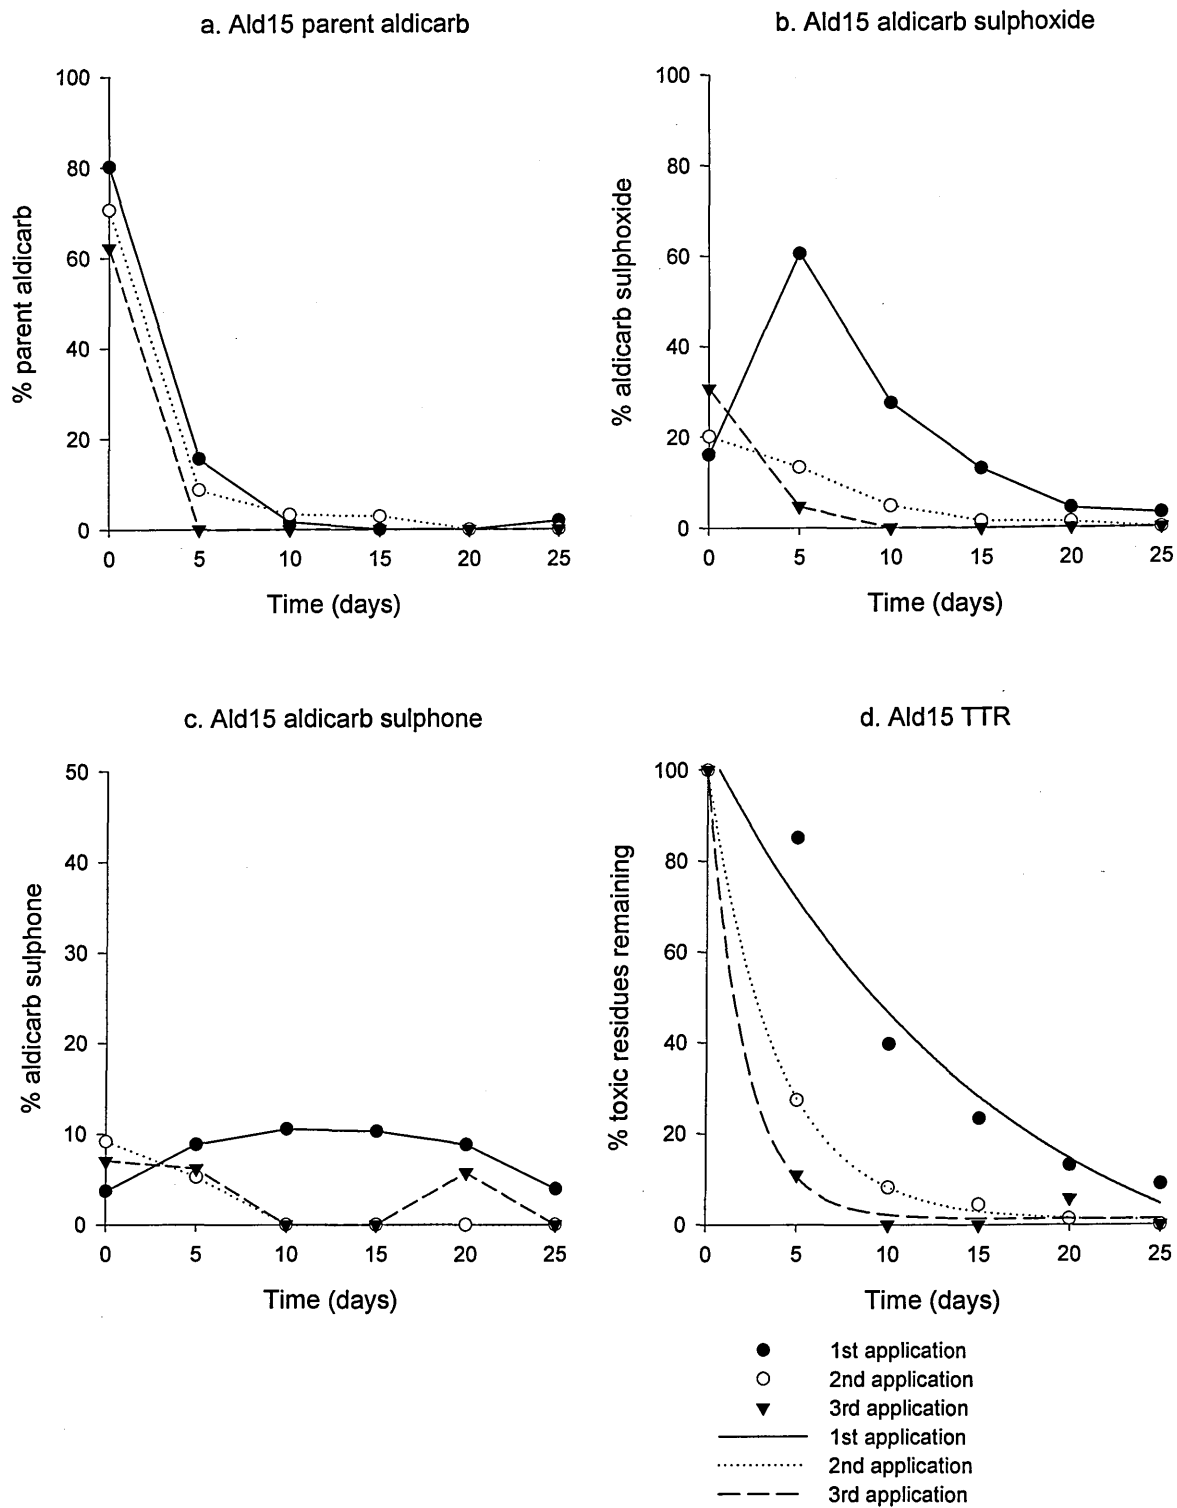 a. Ald15 parent aldicarb
100
80
60
40
20
0
% parent aldicarb
0 5 10 15 20 25
Time (days)
b. Ald15 aldicarb sulphoxide
100
80
60
40
20
0
% aldicarb sulphoxide
0 5 10 15 20 25
Time (days)
c. Ald15 aldicarb sulphone
50
40
30
20
10
0
% aldicarb sulphone
0 5 10 15 20 25
Time (days)
d. Ald15 TTR
100
80
60
40
20
0
% toxic residues remaining
0 5 10 15 20 25
Time (days)
1st application
2nd application
3rd application
1st application
2nd application
3rd application